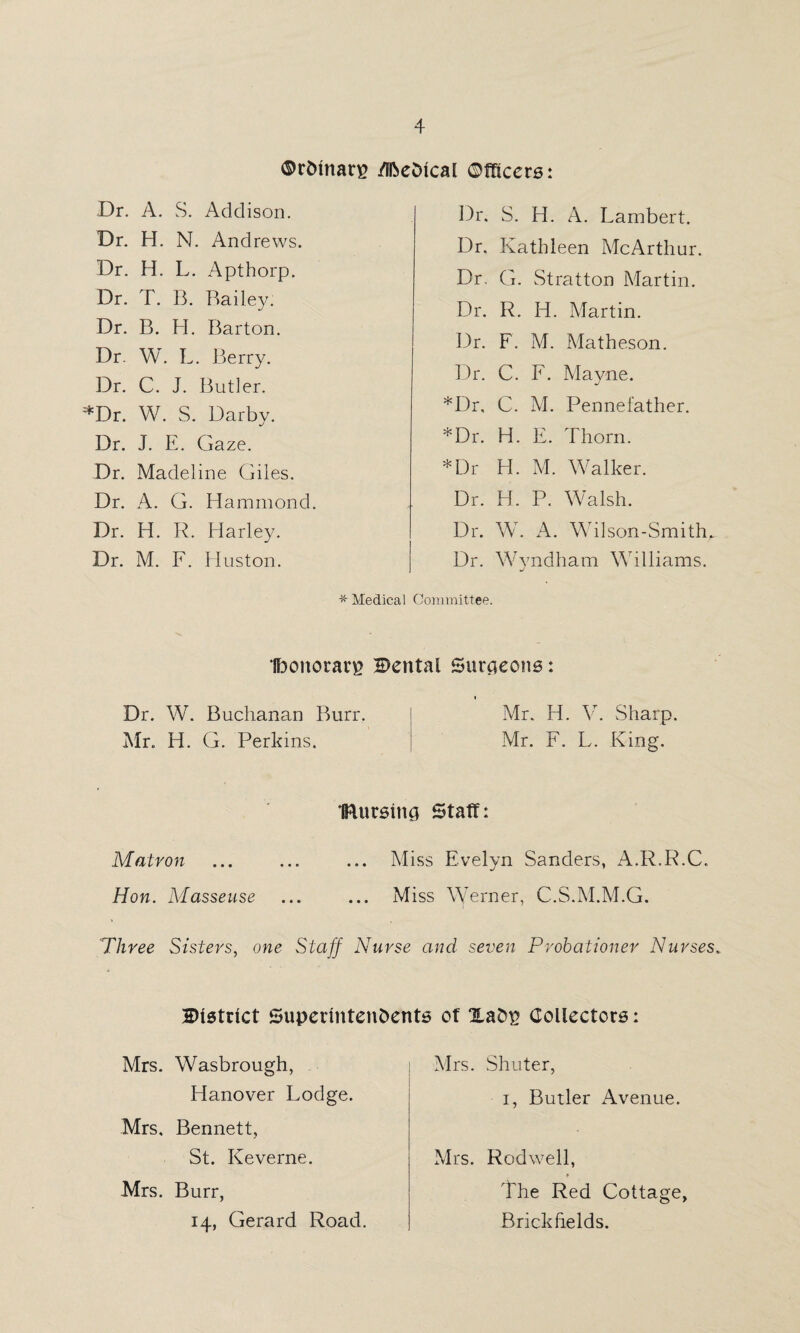 4
Ordinary Medical Officers:
Dr. A. S. Addison.
Dr. H. N. Andrews.
Dr. H. L. Apthorp.
Dr. T. B. Bailey.
Dr. B. H. Barton.
Dr. W. L. Berry.
Dr. C. J. Butler.
*Dr. W. S. Darby.
Dr. J. E. Gaze.
Dr. Madeline Giles.
Dr. A. G. Hammond.
Dr. H. R. Harley.
Dr. M. F. Huston.
Dr. S. H. A. Lambert.
Dr. Kathleen McArthur.
Dr. G. Stratton Martin.
Dr. R. H. Martin.
Dr. F. M. Matheson.
Dr. C. F. Mayne.
*Dr. C. M. Pennefather.
*Dr. H. E. Thorn.
*Dr H. M. Walker.
Dr. H. P. Walsh.
Dr. W. A. Wilson-Smith.
Dr. Wyndham Williams.
* Medical Committee.
Honorary Dental Surgeons:
Dr. W. Buchanan Burr.
Mr. H. G. Perkins.
Mr. H. V. Sharp.
Mr. F. L. King.
Nursing Staff:
Matron ... ... ... Miss Evelyn Sanders, A.R.R.C.
Hon. Masseuse ... ... Miss Werner, C.S.M.M.G.
Three Sisters, one Staff Nurse and seven Probationer Nurses.
District Superintendents of Lady Collectors:
Mrs. Wasbrough,
Hanover Lodge.
Mrs. Bennett,
St. Keverne.
Mrs. Burr,
14, Gerard Road.
Mrs. Shuter,
1, Butler Avenue.
Mrs. Rodwell,
The Red Cottage,
Brickfields.